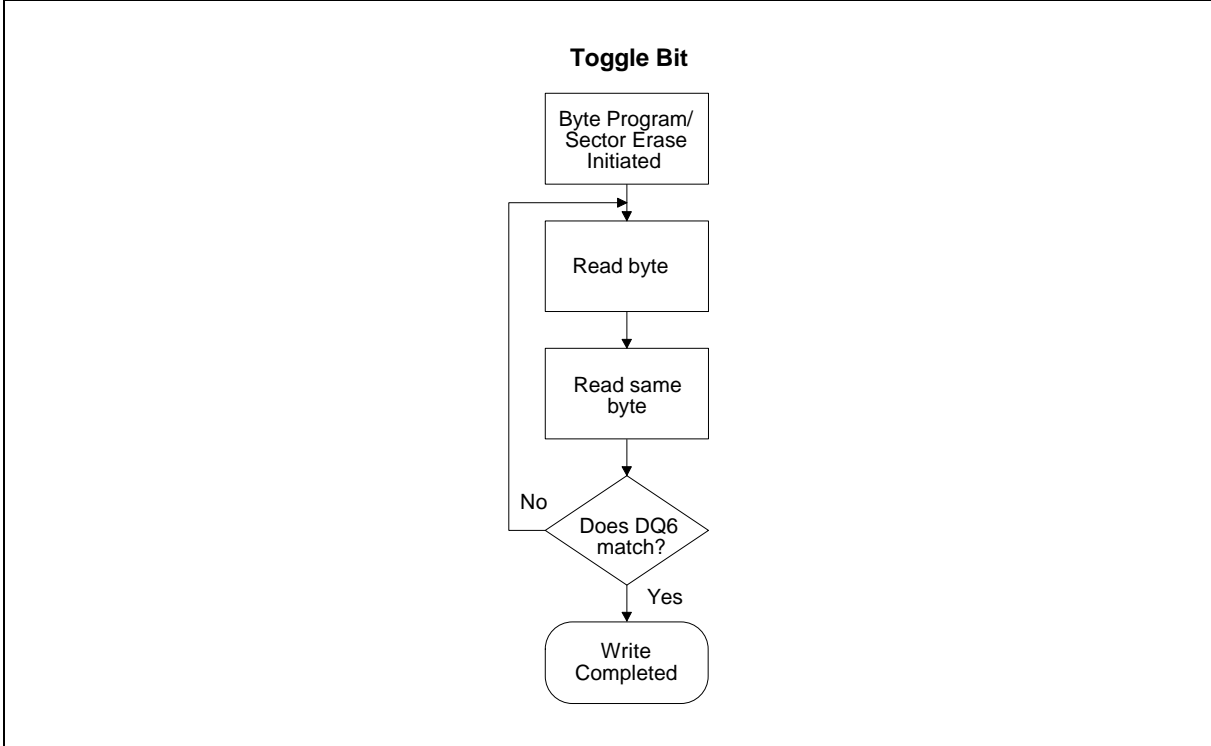 Toggle Bit
Byte Program/
Sector Erase
Initiated
Read byte
Read same
byte
No
Does DQ6
match?
Yes
Write
Completed